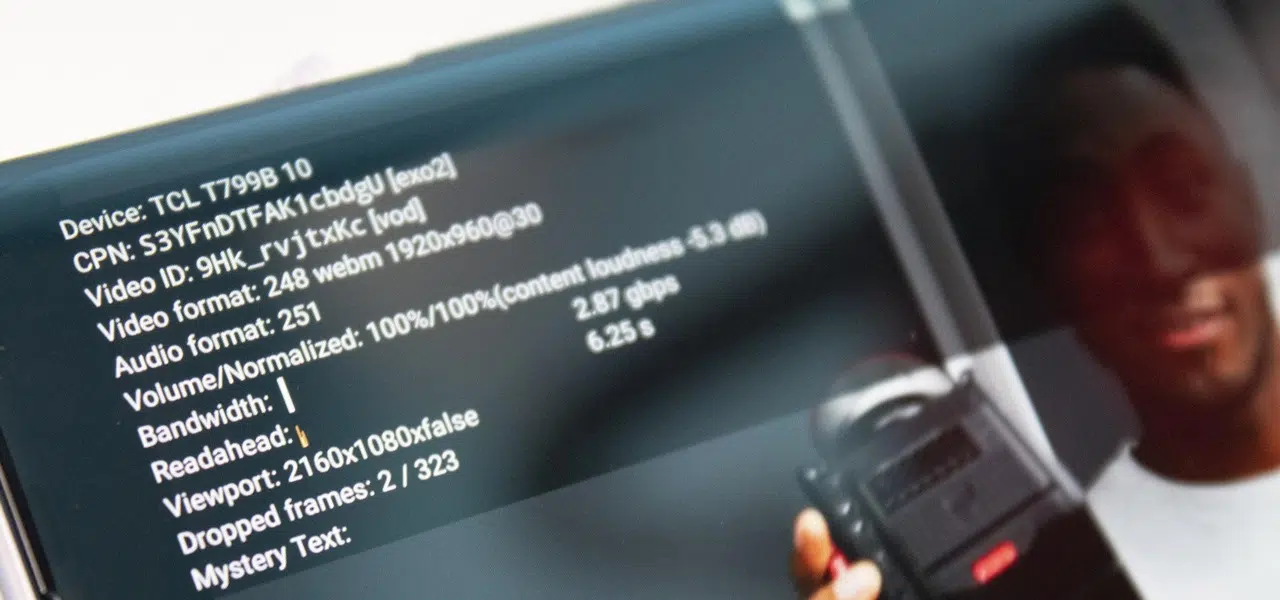 Device: TCL T799B 10
CPN: S3YFnDTFAK1cbdgU [exo2]
Video ID: 9Hk_rvjtxKc [vod]
Video format: 248 webm 1920x960@30
Audio format: 251
Volume/Normalized: 100%/100%(content loudness -5.3 dB)
Bandwidth: 2.87 gbps
Readahead: 6.25 s
Viewport: 2160x1080xfalse
Dropped frames: 2 / 323
Mystery Text: